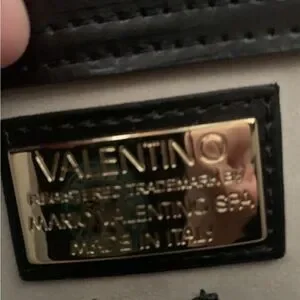 VALENTINO
REGISTERED TRADEMARK BY
MARIO VALENTINO SPA
MADE IN ITALY